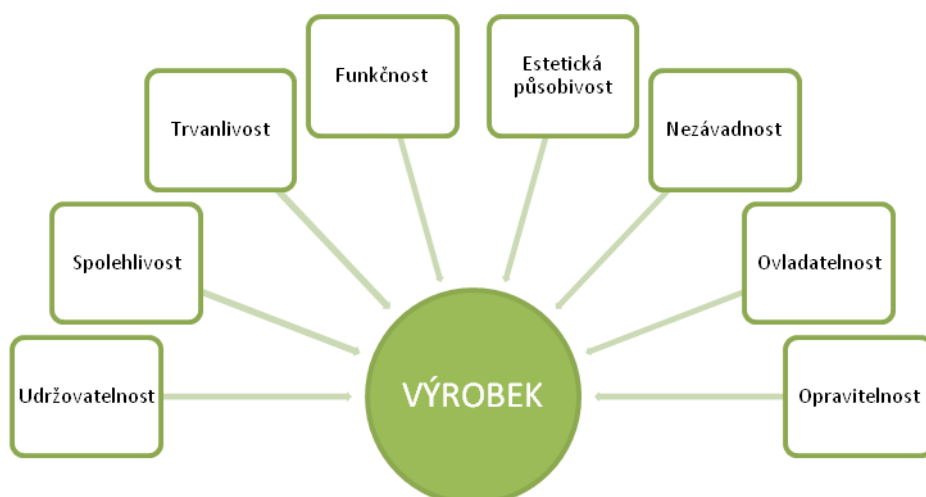 Estetická
působivost
Funkčnost
Trvanlivost
Nezávadnost
Spolehlivost
Ovladatelnost
Udržovatelnost
VÝROBEK
Opravitelnost